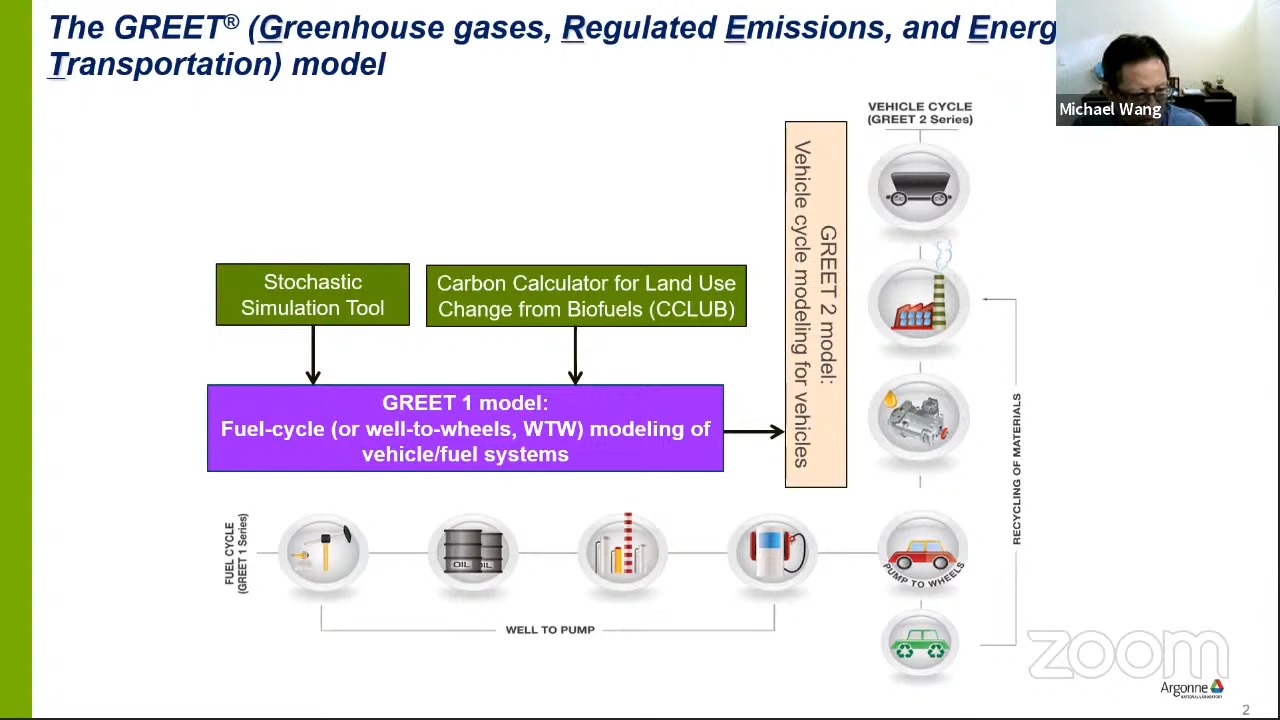 The GREET® (Greenhouse gases, Regulated Emissions, and Energ
Transportation) model
Michael Wang
VEHICLE CYCLE
(GREET 2 Series)
GREET 2 model:
Vehicle cycle modeling for vehicles
Stochastic
Simulation Tool
Carbon Calculator for Land Use
Change from Biofuels (CCLUB)
GREET 1 model:
Fuel-cycle (or well-to-wheels, WTW) modeling of
vehicle/fuel systems
RECYCLING OF MATERIALS
FUEL CYCLE
(GREET 1 Series)
OIL
OIL
PUMP TO WHEELS
WELL TO PUMP
zoom
Argonne
NATIONAL LABORATORY
2